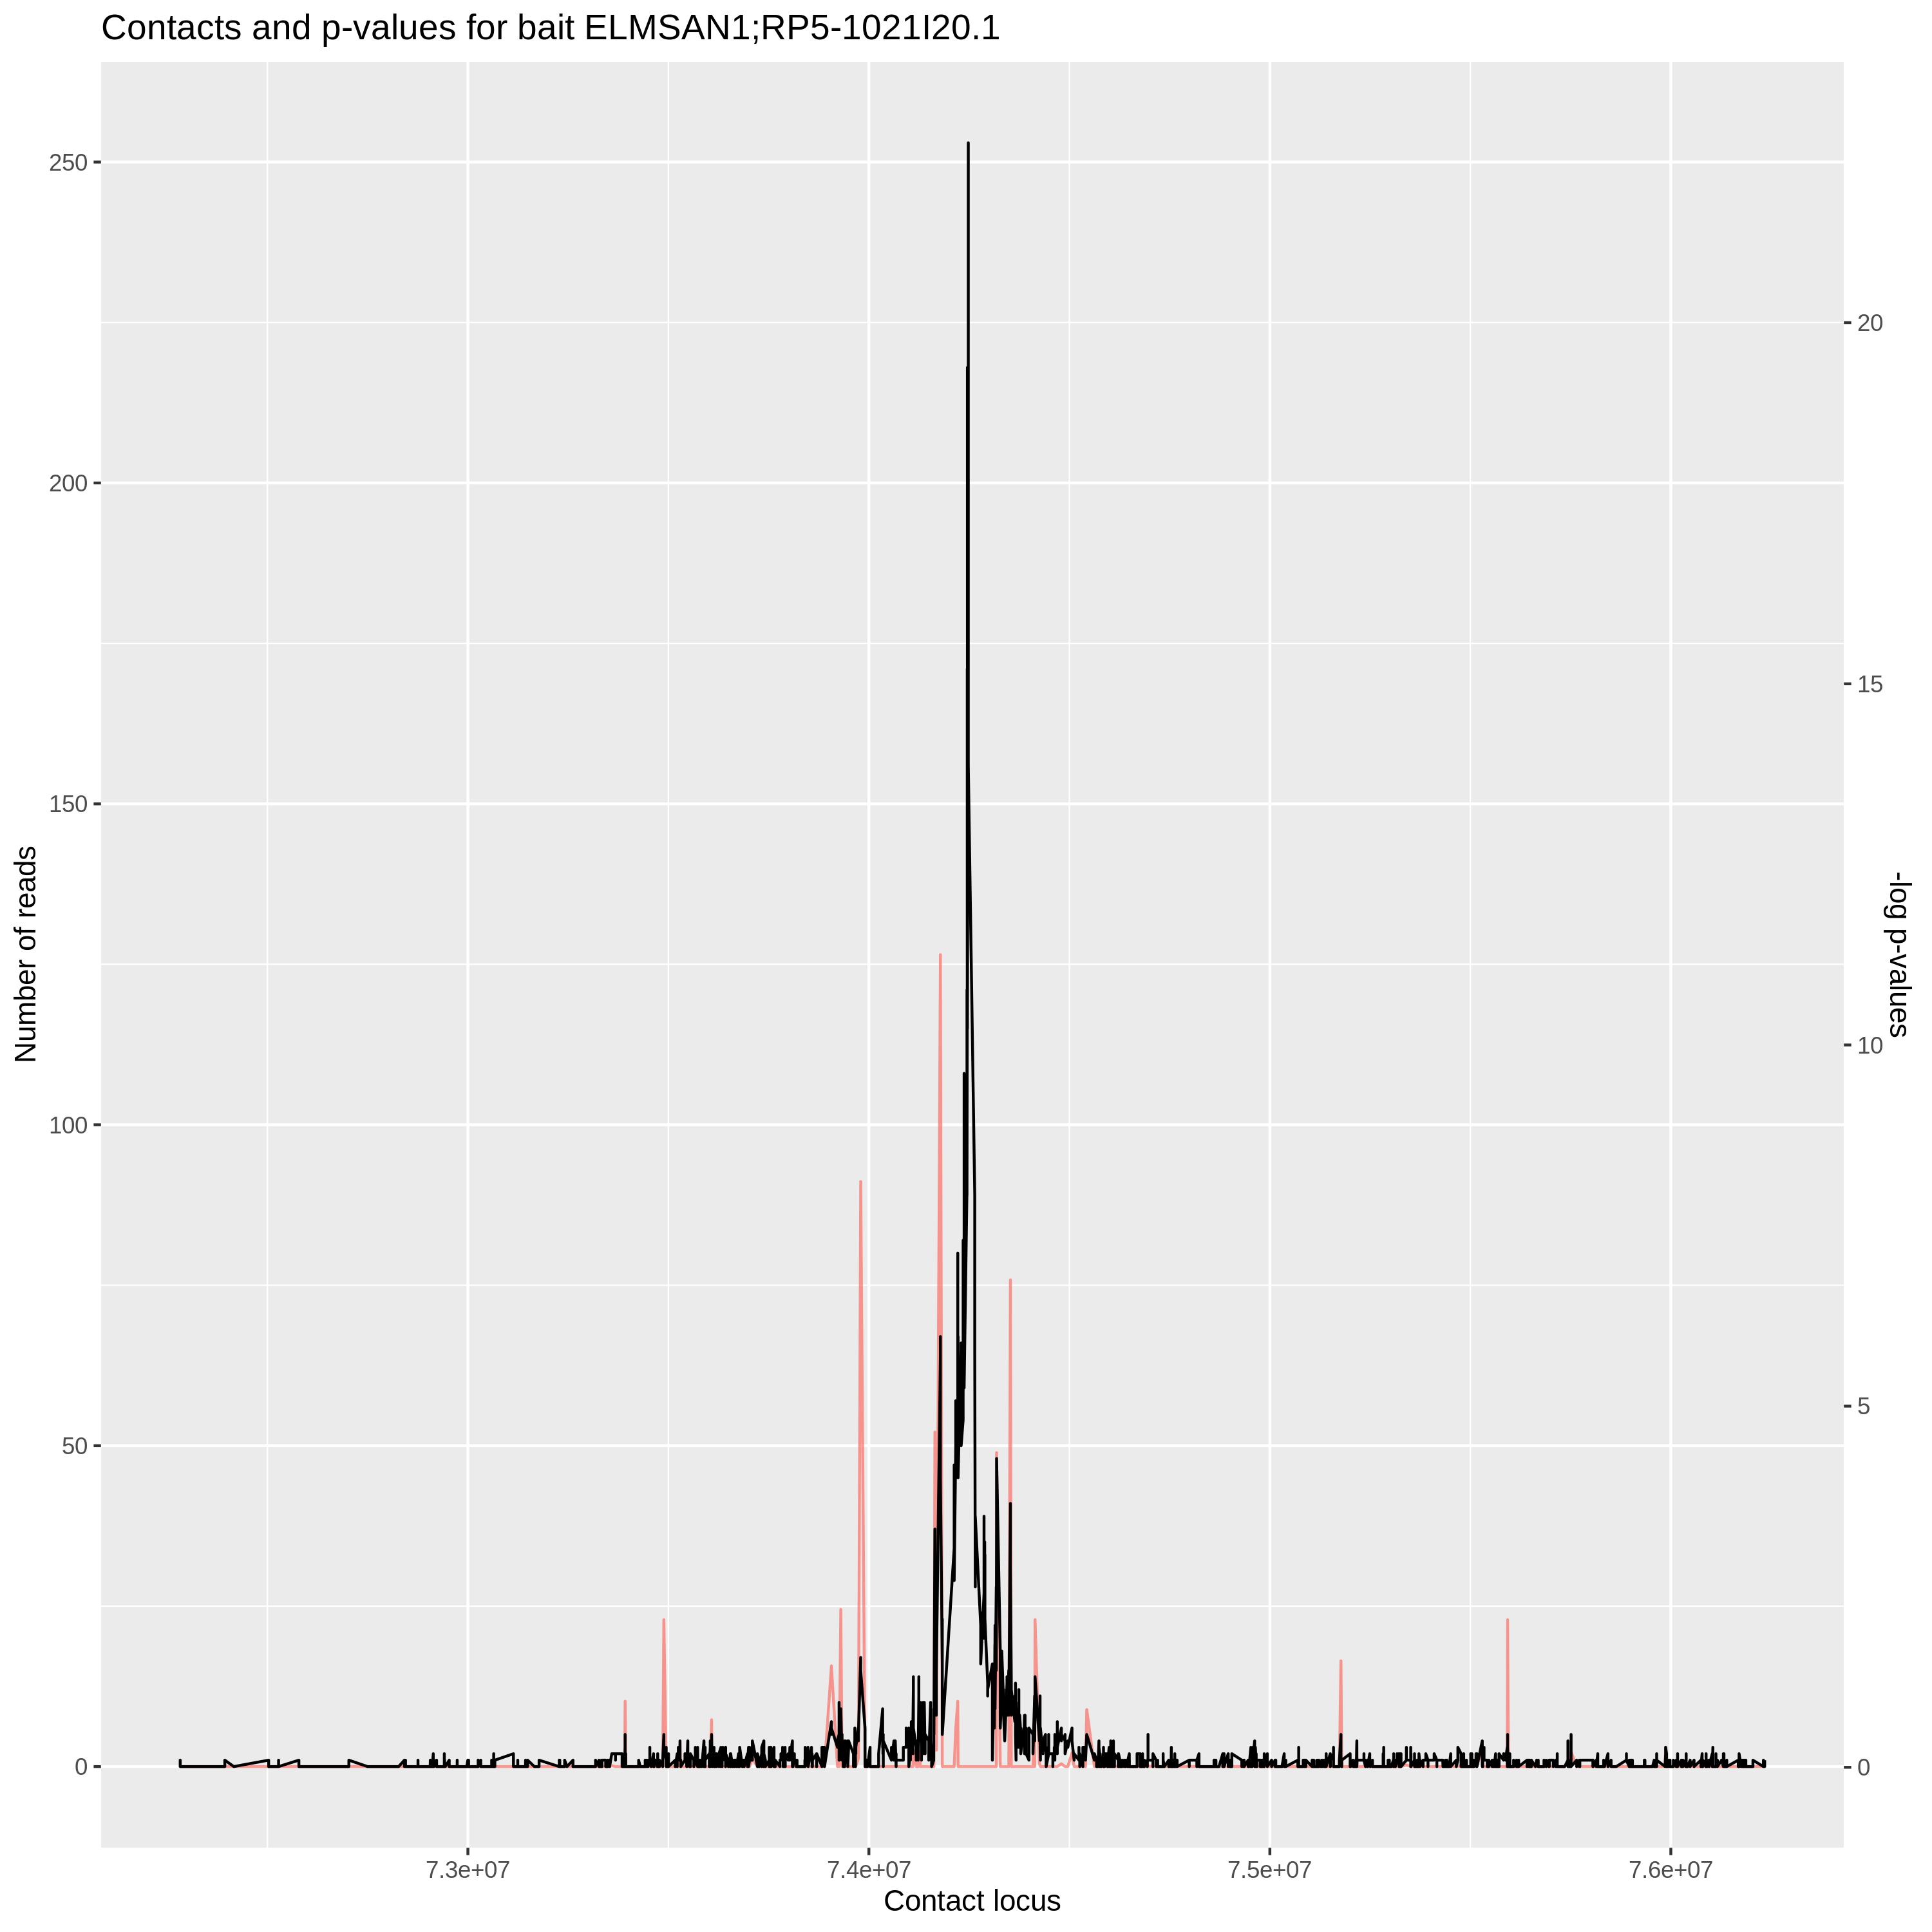 Contacts and p-values for bait ELMSAN1;RP5-1021I20.1
250
200
150
100
50
0
Number of reads
20
15
10
5
0
-log p-values
7.3e+07
7.4e+07
7.5e+07
7.6e+07
Contact locus